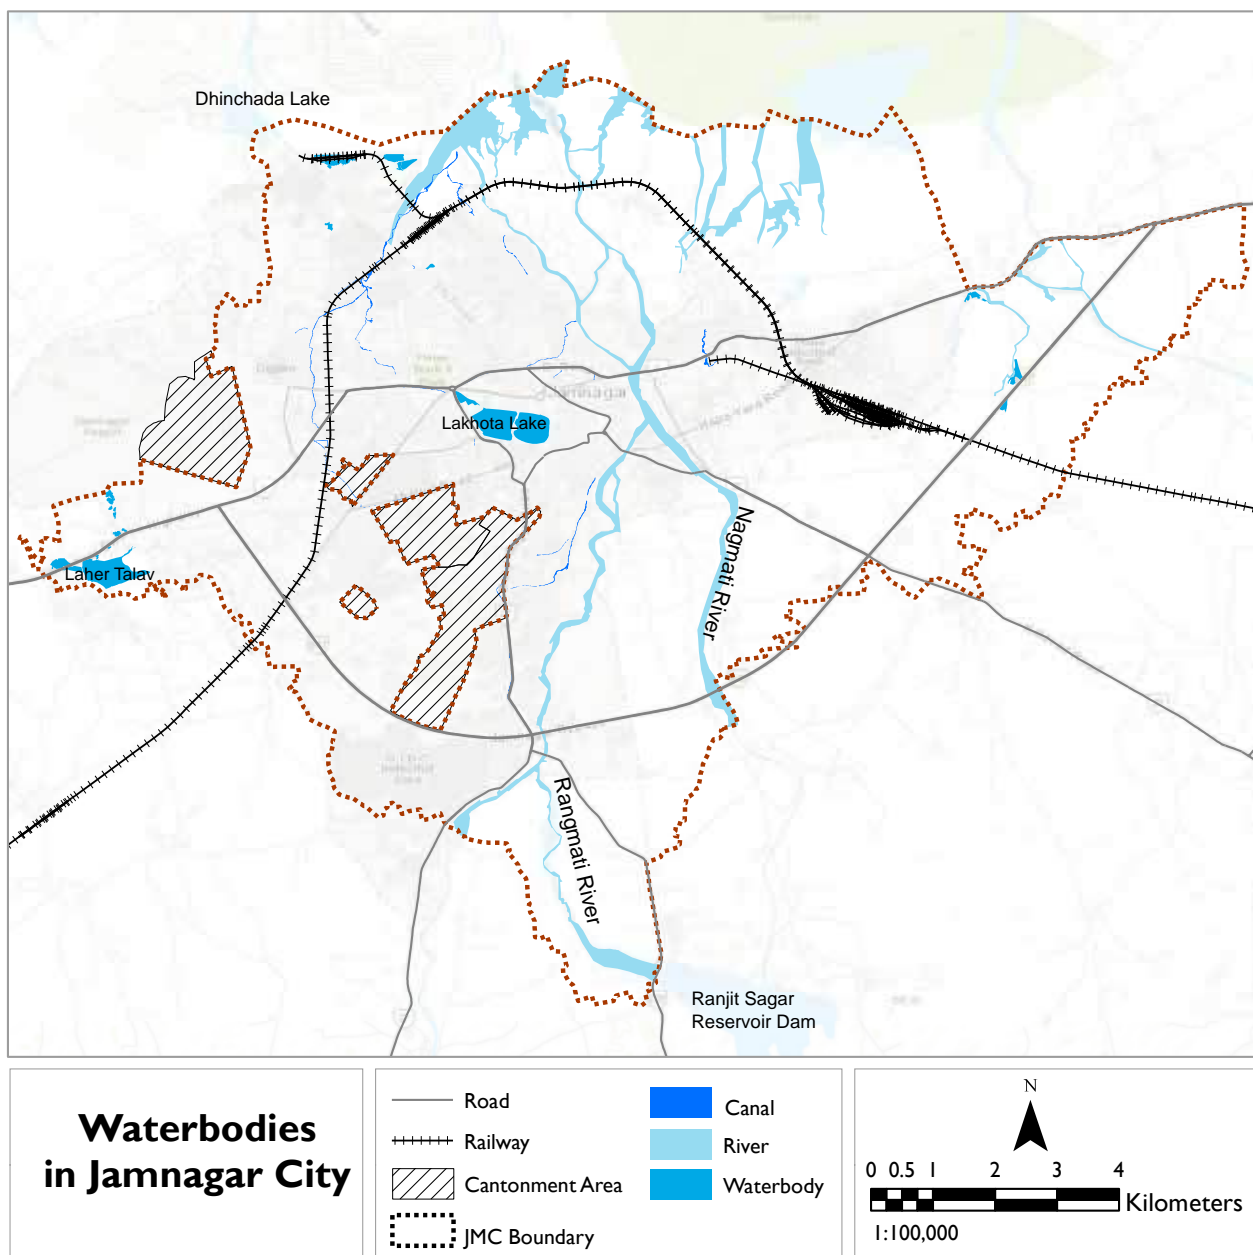 Dhinchada Lake
Jamnagar
Lakhota Lake
Laher Talav
Nagmati River
Rangmati River
Ranjit Sagar
Reservoir Dam
Waterbodies
in Jamnagar City
Road
Railway
Cantonment Area
JMC Boundary
Canal
River
Waterbody
N
0 0.5 1 2 3 4
Kilometers
1:100,000